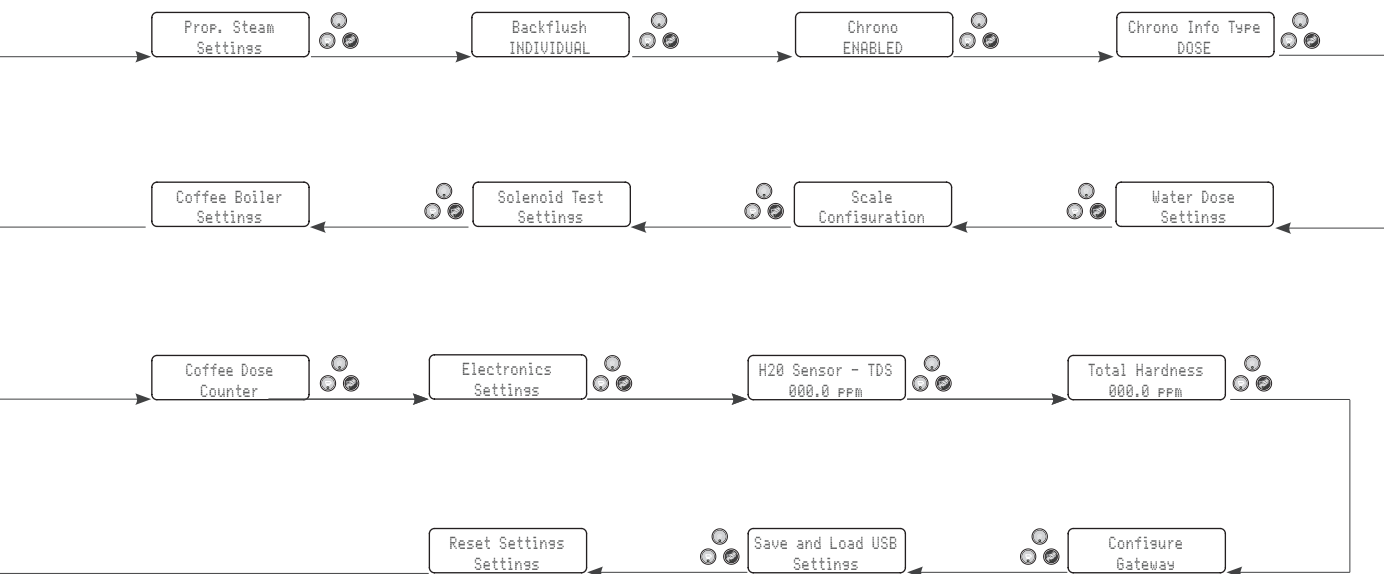 Prop. Steam
Settings
Backflush
INDIVIDUAL
Chrono
ENABLED
Chrono Info Type
DOSE
Coffee Boiler
Settings
Solenoid Test
Settings
Scale
Configuration
Water Dose
Settings
Coffee Dose
Counter
Electronics
Settings
H20 Sensor - TDS
000.0 ppm
Total Hardness
000.0 ppm
Reset Settings
Settings
Save and Load USB
Settings
Configure
Gateway